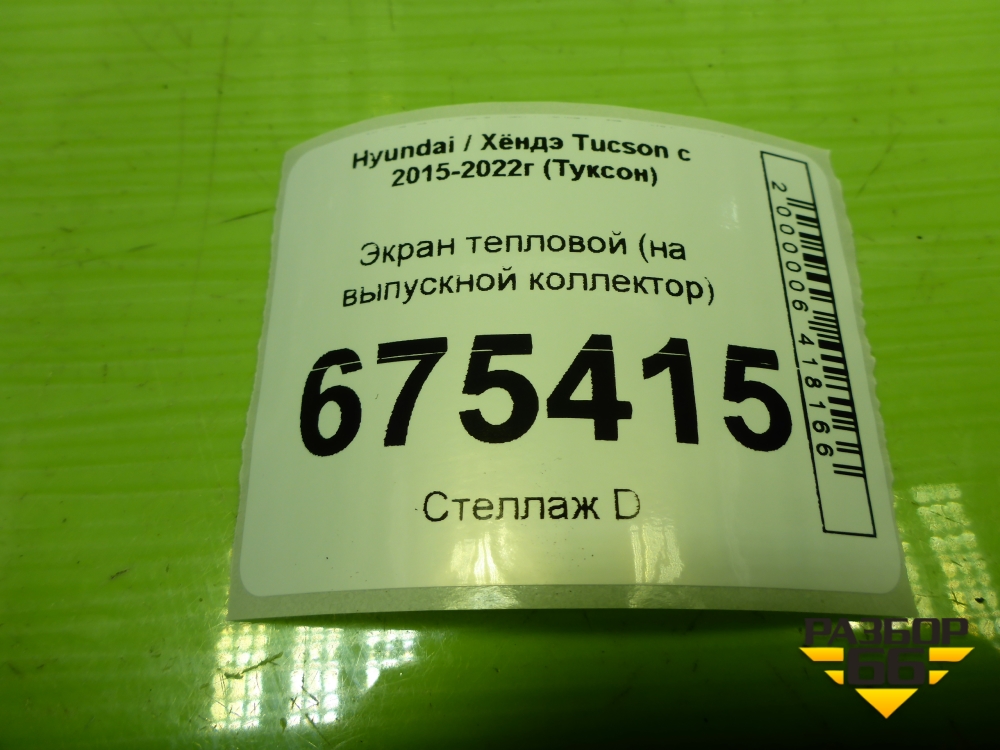 Hyundai / Хёндэ Tucson с
2015-2022г (Туксон)
Экран тепловой (на
выпускной коллектор)
675415
Стеллаж D
2000006418166
РАЗБОР
66